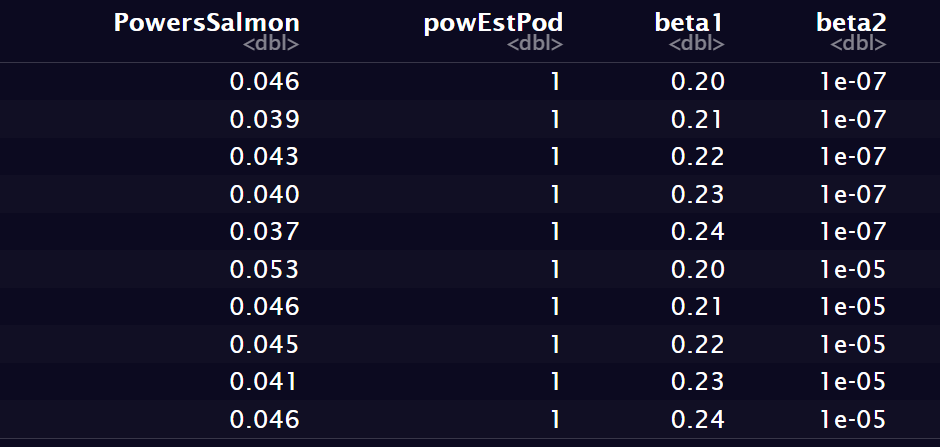 PowersSalmon powEstPod beta1 beta2
<dbl> <dbl> <dbl> <dbl>
0.046 1 0.20 1e-07
0.039 1 0.21 1e-07
0.043 1 0.22 1e-07
0.040 1 0.23 1e-07
0.037 1 0.24 1e-07
0.053 1 0.20 1e-05
0.046 1 0.21 1e-05
0.045 1 0.22 1e-05
0.041 1 0.23 1e-05
0.046 1 0.24 1e-05